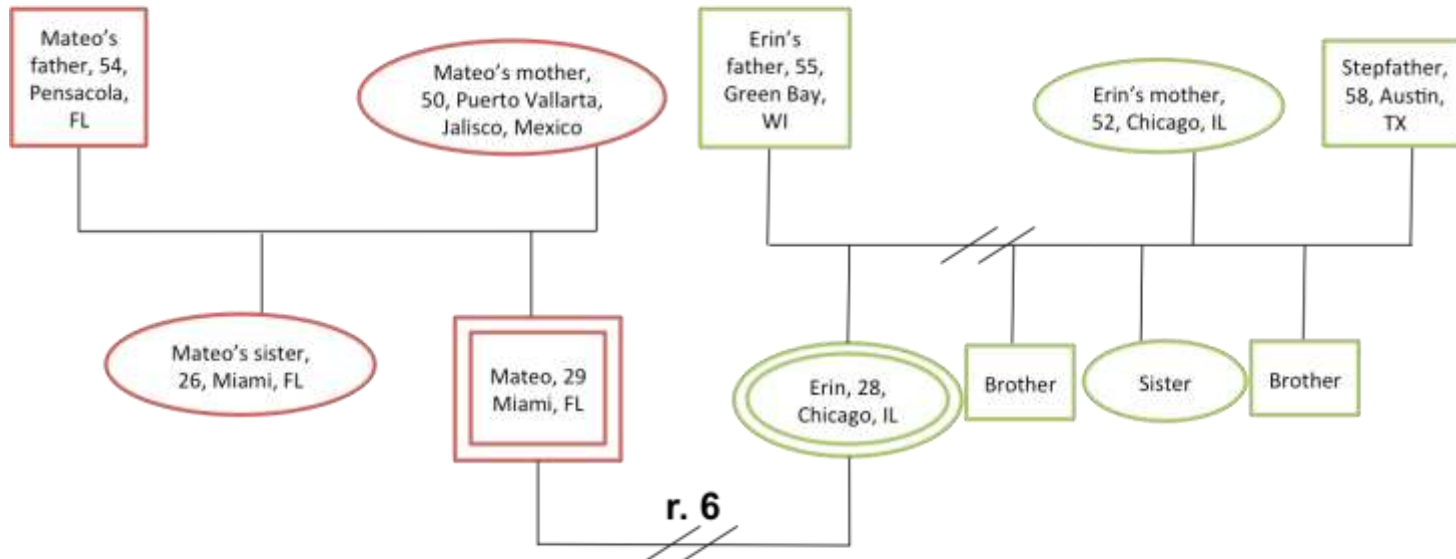 Mateo's
father, 54,
Pensacola,
FL
Mateo's mother,
50, Puerto Vallarta,
Jalisco, Mexico
Erin's
father, 55,
Green Bay,
WI
Erin's mother,
52, Chicago, IL
Stepfather,
58, Austin,
TX
Mateo's sister,
26, Miami, FL
Mateo, 29
Miami, FL
Erin, 28,
Chicago, IL
Brother
Sister
Brother
r. 6